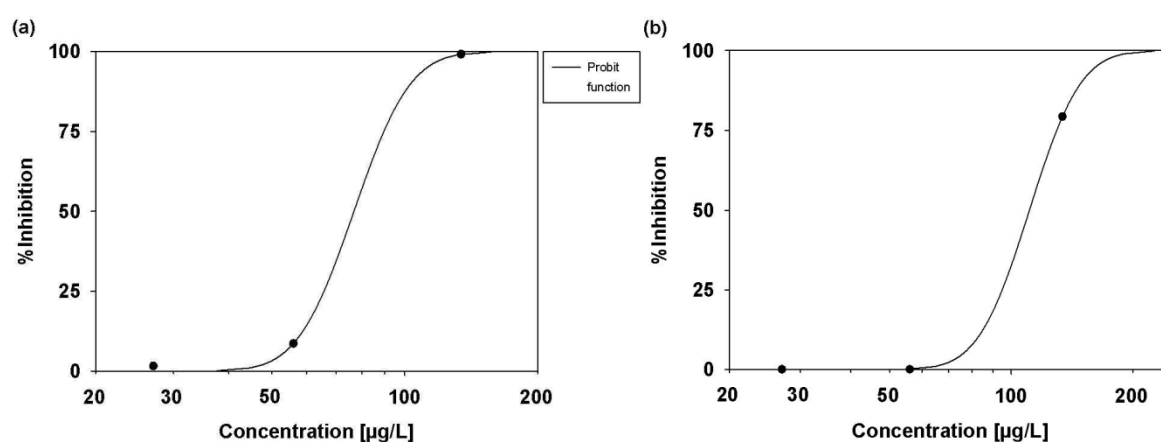 (a)
100
75
50
25
0
%Inhibition
20 30 50 100 200
Concentration [µg/L]
Probit
function
(b)
100
75
50
25
0
%Inhibition
20 30 50 100 200
Concentration [µg/L]